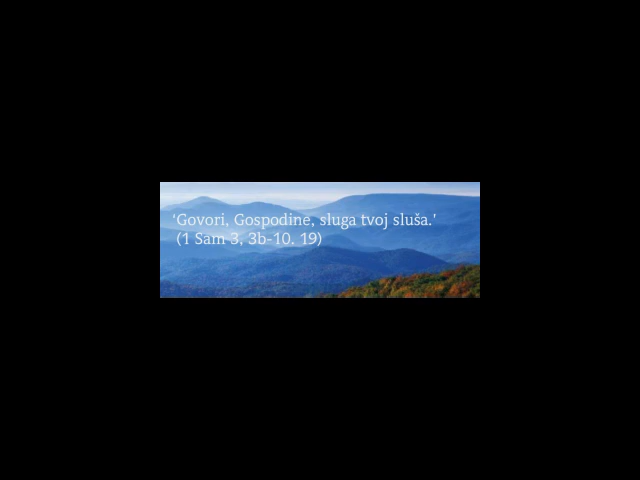 ‘Govori, Gospodine, sluga tvoj sluša.’
(1 Sam 3, 3b-10. 19)